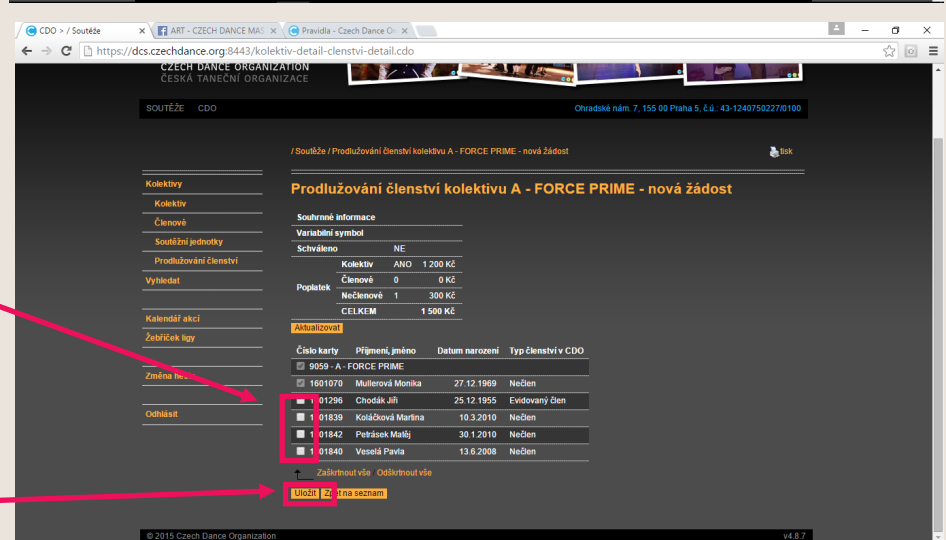 CDO > / Soutěže
ART - CZECH DANCE MAS
Pravidla - Czech Dance Or
https://dcs.czechdance.org:8443/kolektiv-detail-clenstvi-detail.cdo
CZECH DANCE ORGANIZATION
ČESKÁ TANEČNÍ ORGANIZACE
SOUTĚŽE CDO
Ohradské nám. 7, 155 00 Praha 5, č.ú.: 43-1240750227/0100
/ Soutěže / Prodlužování členství kolektivu A - FORCE PRIME - nová žádost
tisk
Kolektivy
Kolektiv
Členové
Soutěžní jednotky
Prodlužování členství
Vyhledat
Kalendář akcí
Žebříček ligy
Změna
Odhlásit
Prodlužování členství kolektivu A - FORCE PRIME - nová žádost
Souhrnné informace
Variabilní symbol
Schváleno NE
Poplatek
Kolektiv ANO 1 200 Kč
Členové 0 0 Kč
Nečlenové 1 300 Kč
CELKEM 1 500 Kč
Aktualizovat
Číslo karty Příjmení, jméno Datum narození Typ členství v CDO
9059 - A - FORCE PRIME
1601070 Mullerová Monika 27.12.1969 Nečlen
1601296 Chodák Jiří 25.12.1955 Evidovaný člen
1601839 Koláčková Martina 10.3.2010 Nečlen
1601842 Petrásek Matěj 30.1.2010 Nečlen
1601840 Veselá Pavla 13.6.2008 Nečlen
Zaškrtnout vše / Odškrtnout vše
Uložit Zpět na seznam
© 2015 Czech Dance Organization
v4.8.7